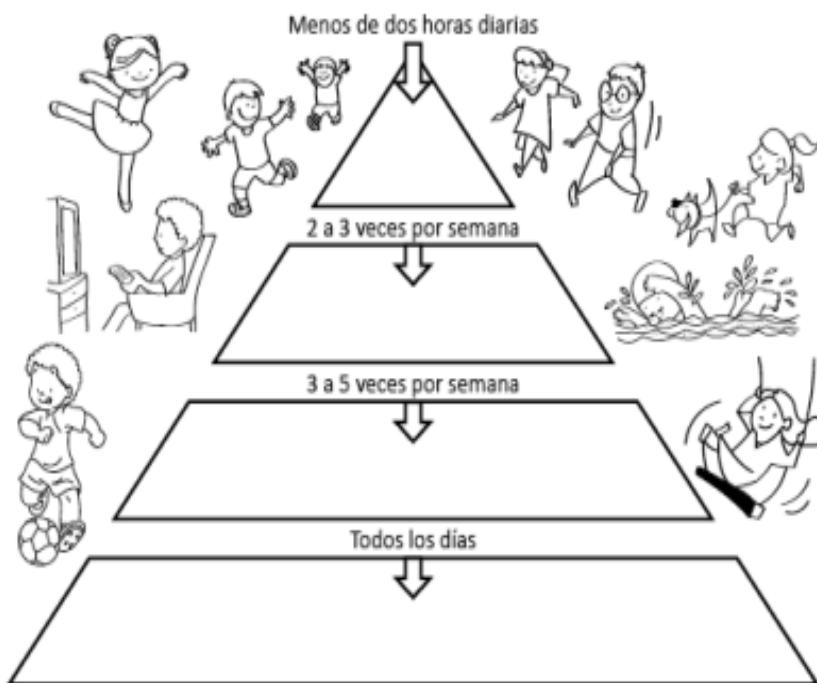 Menos de dos horas diarias
2 a 3 veces por semana
3 a 5 veces por semana
Todos los días